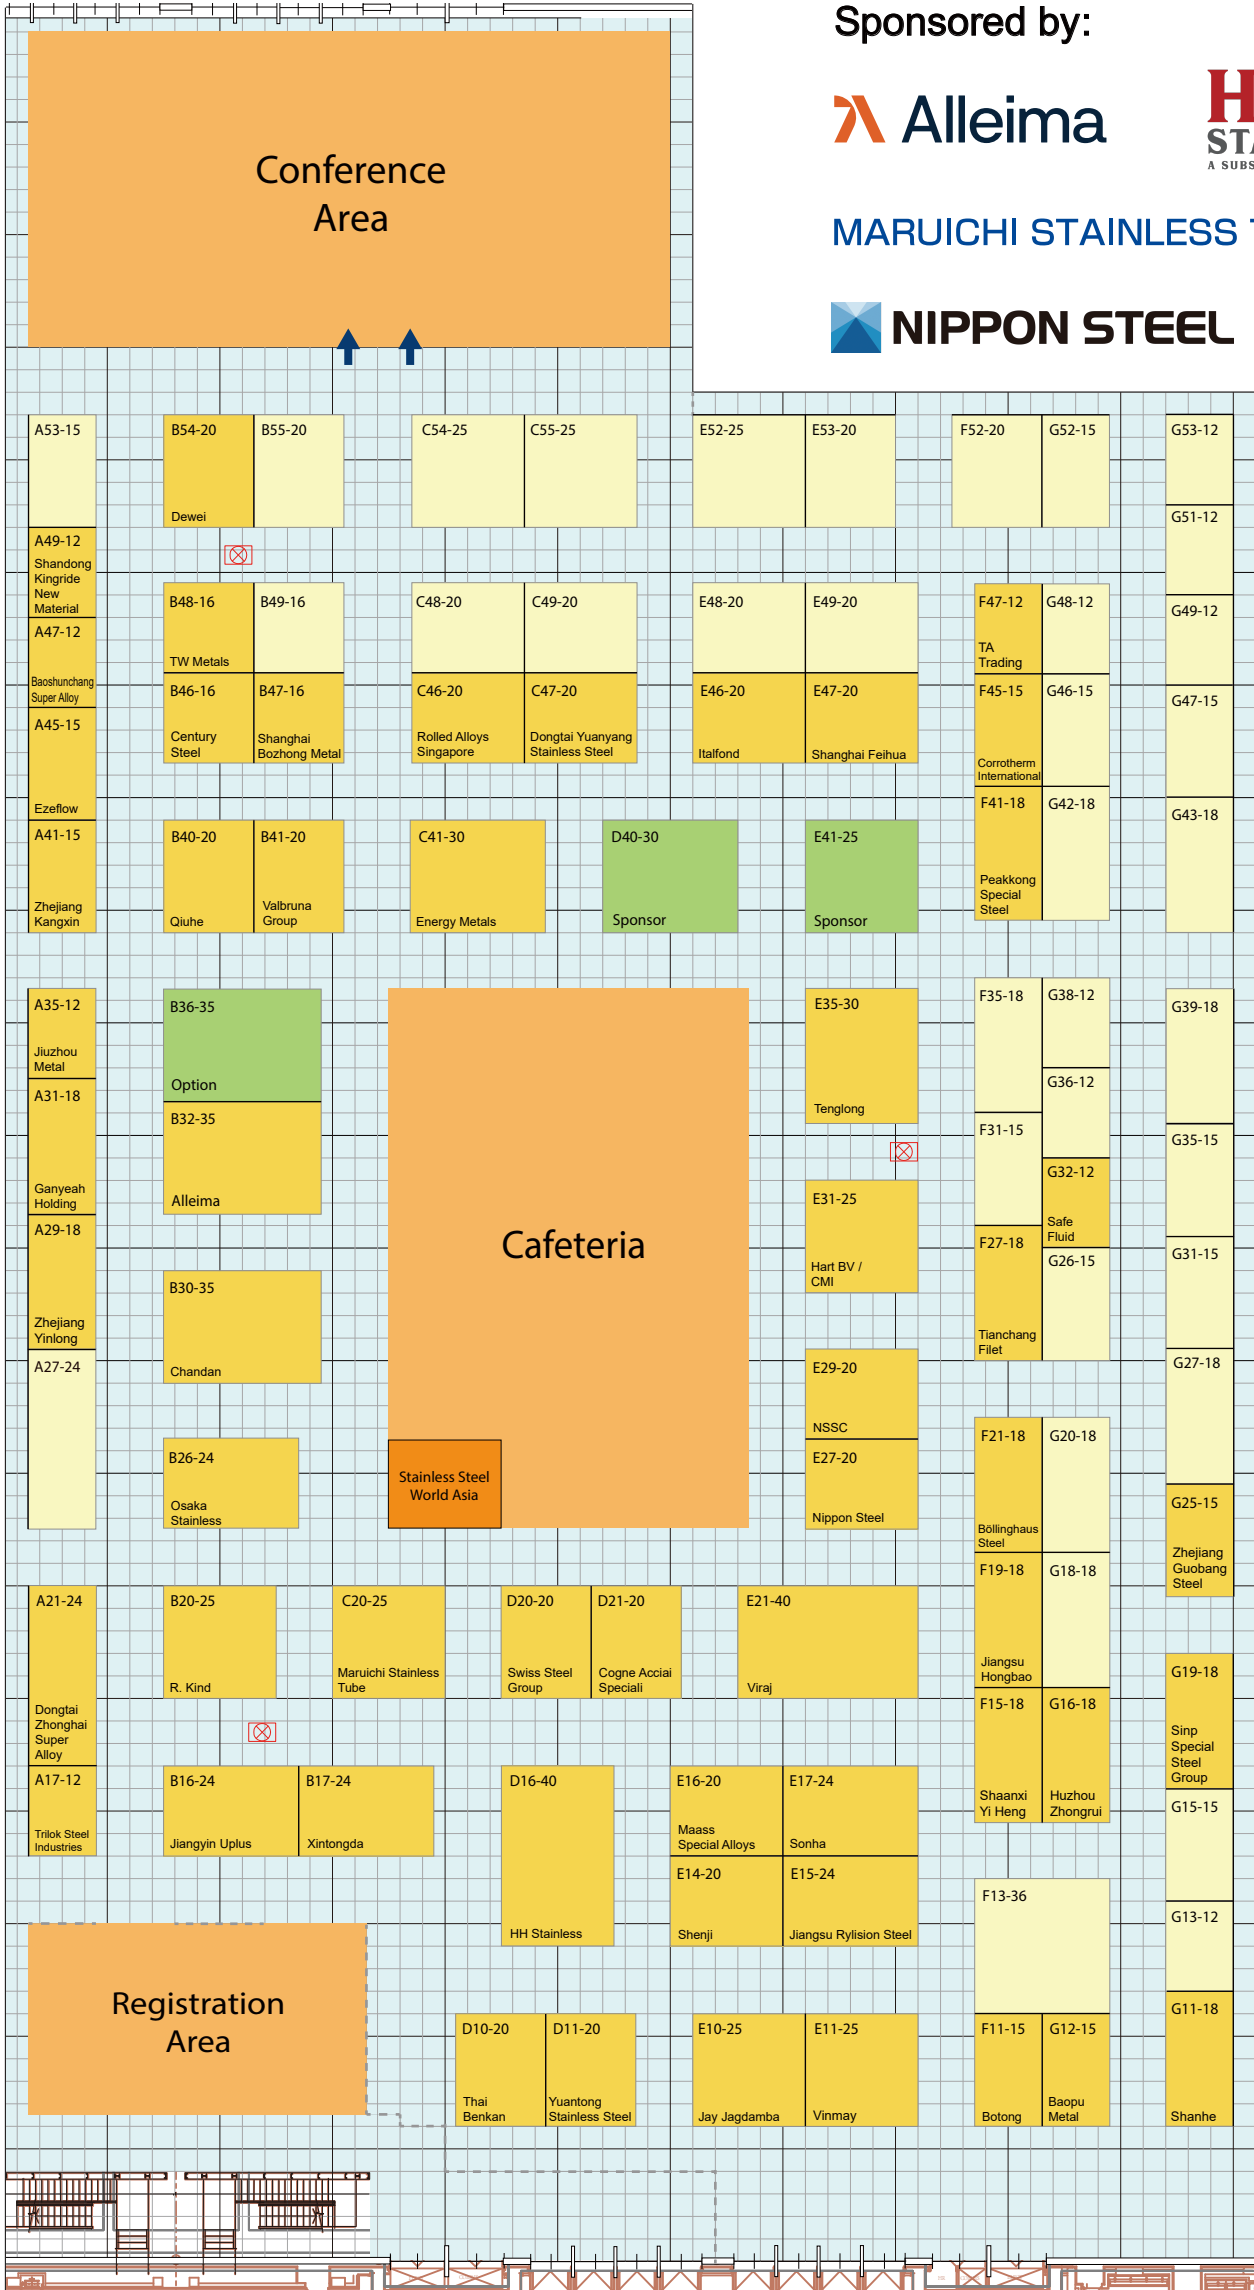 Sponsored by:
Alleima
H
STA
A SUBS
MARUICHI STAINLESS T
NIPPON STEEL
Conference
Area
A53-15
B54-20
Dewei
B55-20
C54-25
C55-25
E52-25
E53-20
F52-20
G52-15
G53-12
G51-12
A49-12
Shandong
Kingride
New
Material
A47-12
Baoshunchang
Super Alloy
A45-15
Ezeflow
A41-15
Zhejiang
Kangxin
B48-16
TW Metals
B49-16
B46-16
Century
Steel
B47-16
Shanghai
Bozhong Metal
C48-20
C49-20
C46-20
Rolled Alloys
Singapore
C47-20
Dongtai Yuanyang
Stainless Steel
E48-20
E49-20
E46-20
Italfond
E47-20
Shanghai Feihua
F47-12
TA
Trading
G48-12
G49-12
F45-15
Corrotherm
International
G46-15
G47-15
F41-18
Peakkong
Special
Steel
G42-18
G43-18
B40-20
Qiuhe
B41-20
Valbruna
Group
C41-30
Energy Metals
D40-30
Sponsor
E41-25
Sponsor
A35-12
Jiuzhou
Metal
A31-18
Ganyeah
Holding
A29-18
Zhejiang
Yinlong
A27-24
B36-35
Option
B32-35
Alleima
B30-35
Chandan
B26-24
Osaka
Stainless
Cafeteria
Stainless Steel
World Asia
E35-30
Tenglong
E31-25
Hart BV /
CMI
E29-20
NSSC
E27-20
Nippon Steel
F35-18
G38-12
G39-18
G36-12
F31-15
G35-15
G32-12
Safe
Fluid
F27-18
Tianchang
Filet
G26-15
G31-15
G27-18
F21-18
Böllinghaus
Steel
G20-18
G25-15
Zhejiang
Guobang
Steel
F19-18
Jiangsu
Hongbao
G18-18
F15-18
Shaanxi
Yi Heng
G16-18
Huzhou
Zhongrui
G19-18
Sinp
Special
Steel
Group
G15-15
A21-24
Dongtai
Zhonghai
Super
Alloy
A17-12
Trilok Steel
Industries
B20-25
R. Kind
C20-25
Maruichi Stainless
Tube
D20-20
Swiss Steel
Group
D21-20
Cogne Acciai
Speciali
E21-40
Viraj
B16-24
Jiangyin Uplus
B17-24
Xintongda
D16-40
HH Stainless
E16-20
Maass
Special Alloys
E17-24
Sonha
E14-20
Shenji
E15-24
Jiangsu Rylision Steel
F13-36
G13-12
Registration
Area
D10-20
Thai
Benkan
D11-20
Yuantong
Stainless Steel
E10-25
Jay Jagdamba
E11-25
Vinmay
F11-15
Botong
G12-15
Baopu
Metal
G11-18
Shanhe